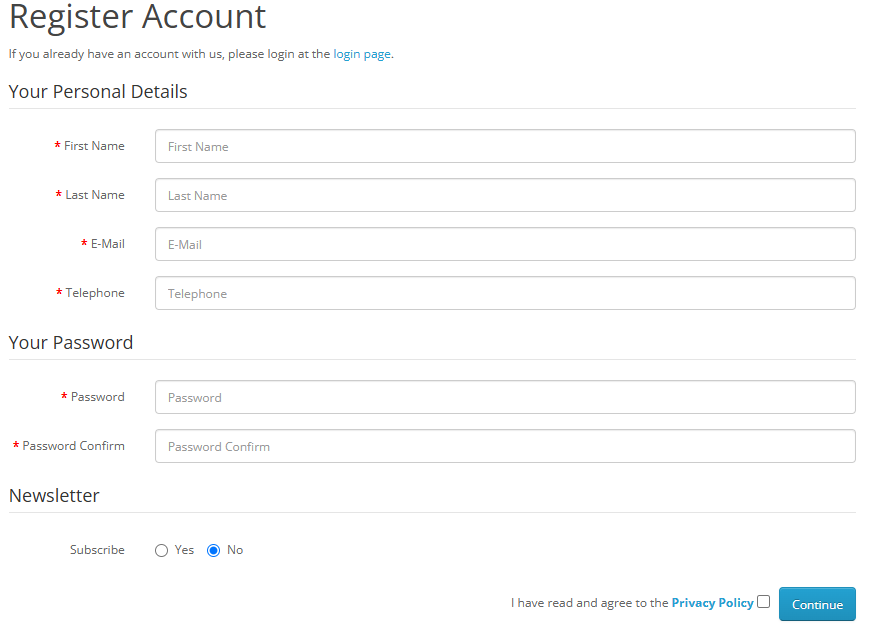 Register Account
If you already have an account with us, please login at the login page.
Your Personal Details
* First Name First Name
* Last Name Last Name
* E-Mail E-Mail
* Telephone Telephone
Your Password
* Password Password
* Password Confirm Password Confirm
Newsletter
Subscribe Yes No
I have read and agree to the Privacy Policy Continue